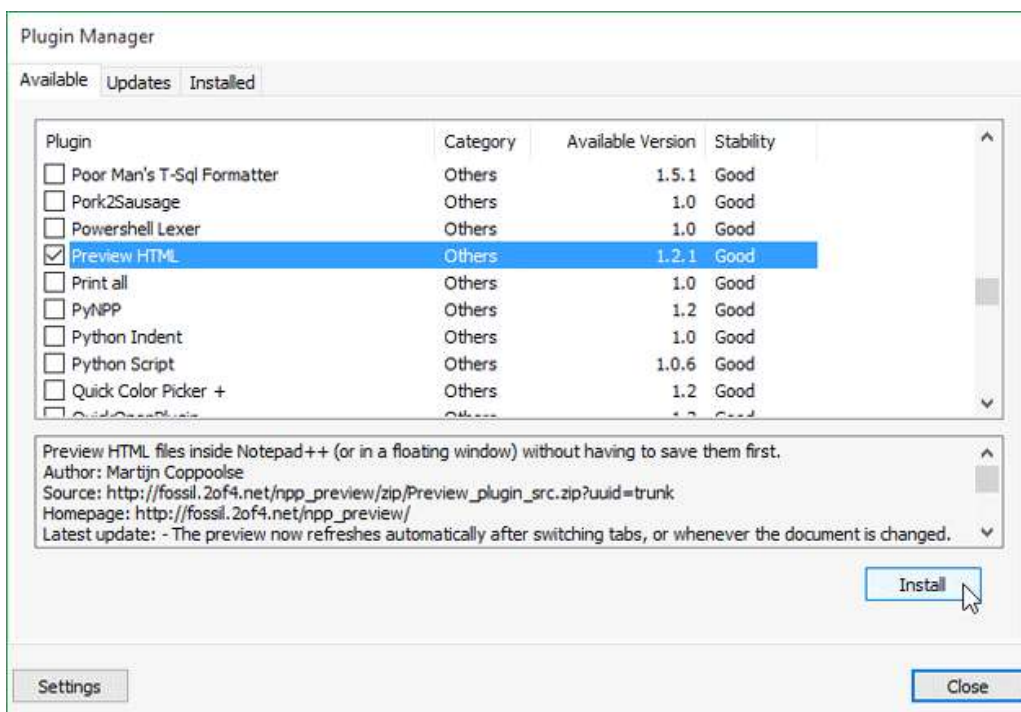 Plugin Manager
Available Updates Installed
Plugin Category Available Version Stability
Poor Man's T-Sql Formatter Others 1.5.1 Good
Pork2Sausage Others 1.0 Good
Powershell Lexer Others 1.0 Good
Preview HTML Others 1.2.1 Good
Print all Others 1.0 Good
PyNPP Others 1.2 Good
Python Indent Others 1.0 Good
Python Script Others 1.0.6 Good
Quick Color Picker + Others 1.2 Good
QuickOpenPlugin Others 1.2 Good
Preview HTML files inside Notepad++ (or in a floating window) without having to save them first.
Author: Martijn Coppoolse
Source: http://fossil.2of4.net/npp_preview/zip/Preview_plugin_src.zip?uuid=trunk
Homepage: http://fossil.2of4.net/npp_preview/
Latest update: - The preview now refreshes automatically after switching tabs, or whenever the document is changed.
Install
Settings Close